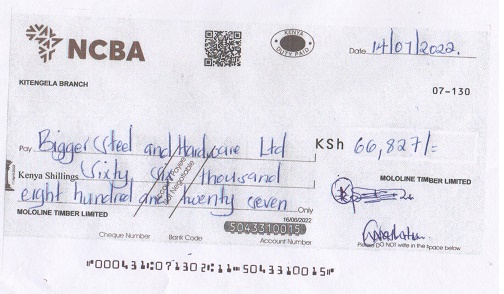 NCBA
KENYA
DUTY PAID
Date 14/07/2022.
KITENGELA BRANCH
07-130
Pay Bigger Steel and Hardware Ltd KSh 66,827/=
Account Payee
Not Negotiable
Kenya Shillings Sixty six thousand
MOLOLINE TIMBER LIMITED
eight hundred and twenty seven Only
MOLOLINE TIMBER LIMITED
16/06/2022
5043310015
Cheque Number Bank Code Account Number
Please DO NOT write in the space below
"000431:071302:11 5043310015"